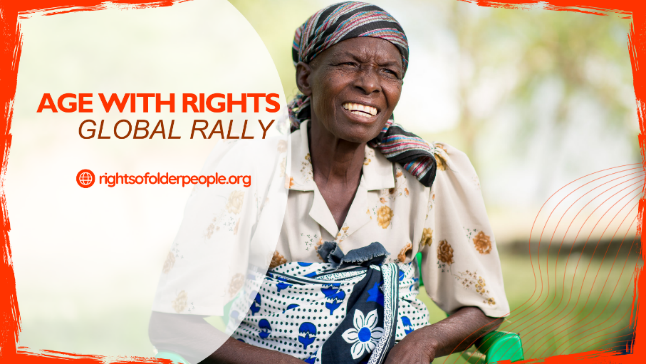 AGE WITH RIGHTS
GLOBAL RALLY
rightsofolderpeople.org